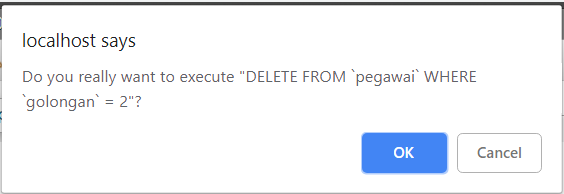 localhost says
Do you really want to execute "DELETE FROM `pegawai` WHERE
`golongan` = 2"?
OK
Cancel